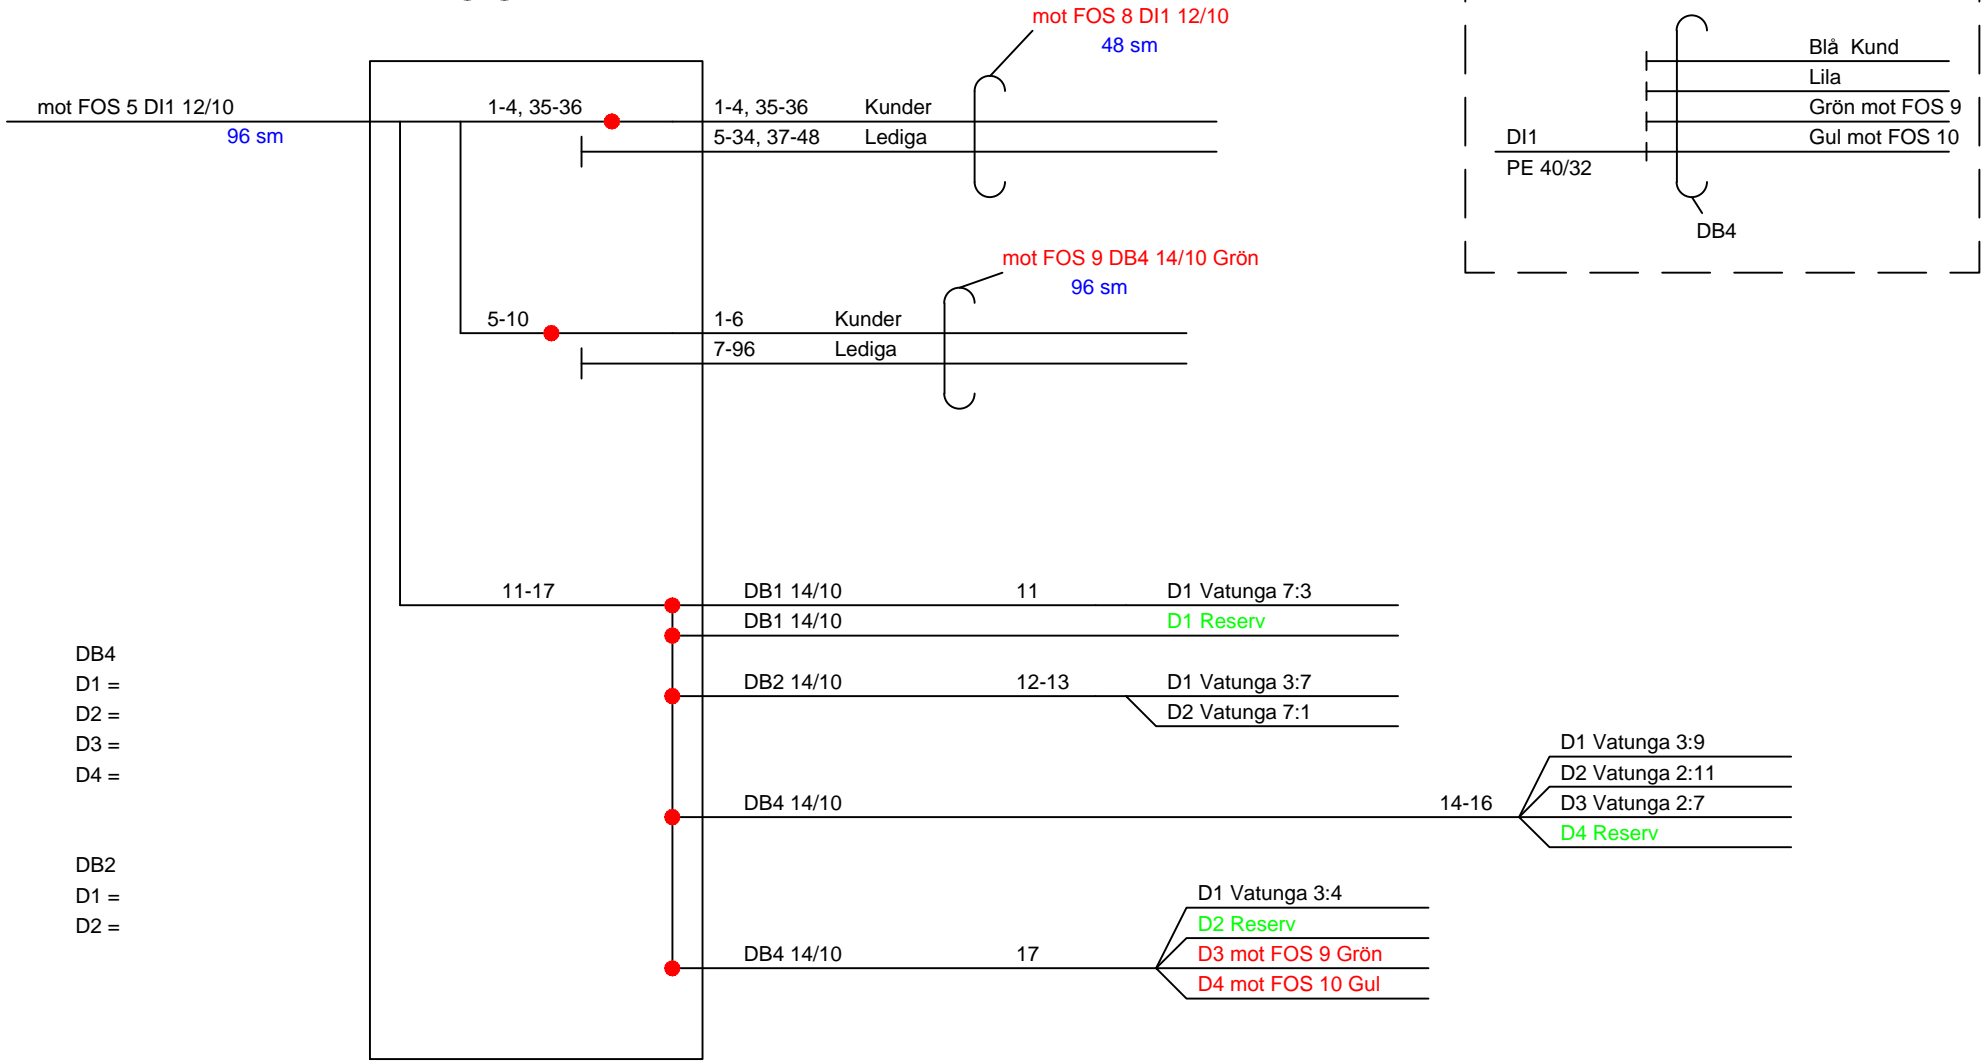 mot FOS 8 DI1 12/10
48 sm
mot FOS 5 DI1 12/10
96 sm
1-4, 35-36
1-4, 35-36 Kunder
5-34, 37-48 Lediga
Blå Kund
Lila
Grön mot FOS 9
Gul mot FOS 10
DI1
PE 40/32
DB4
mot FOS 9 DB4 14/10 Grön
96 sm
5-10
1-6 Kunder
7-96 Lediga
11-17
DB1 14/10 11 D1 Vatunga 7:3
DB1 14/10 D1 Reserv
DB2 14/10 12-13 D1 Vatunga 3:7
D2 Vatunga 7:1
DB4 14/10 14-16
D1 Vatunga 3:9
D2 Vatunga 2:11
D3 Vatunga 2:7
D4 Reserv
DB4 14/10 17
D1 Vatunga 3:4
D2 Reserv
D3 mot FOS 9 Grön
D4 mot FOS 10 Gul
DB4
D1 =
D2 =
D3 =
D4 =
DB2
D1 =
D2 =